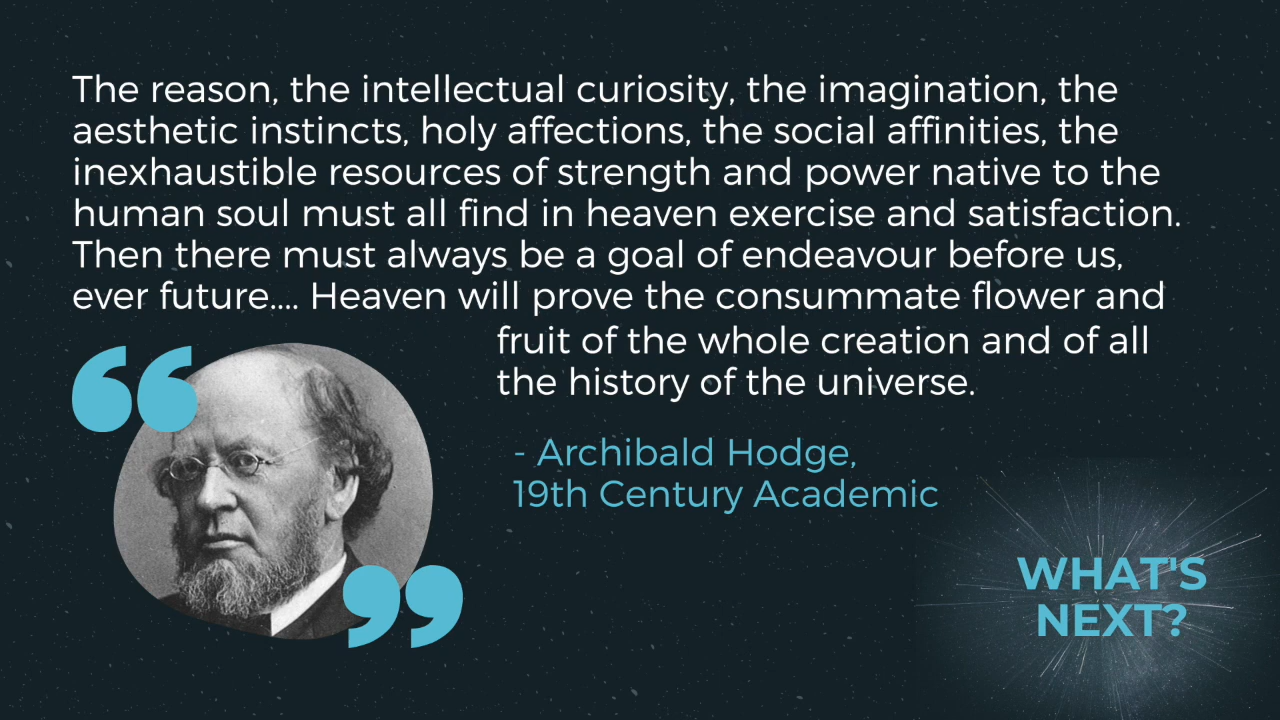 The reason, the intellectual curiosity, the imagination, the
aesthetic instincts, holy affections, the social affinities, the
inexhaustible resources of strength and power native to the
human soul must all find in heaven exercise and satisfaction.
Then there must always be a goal of endeavour before us,
ever future.... Heaven will prove the consummate flower and
fruit of the whole creation and of all
the history of the universe.
- Archibald Hodge,
19th Century Academic
WHAT'S
NEXT?